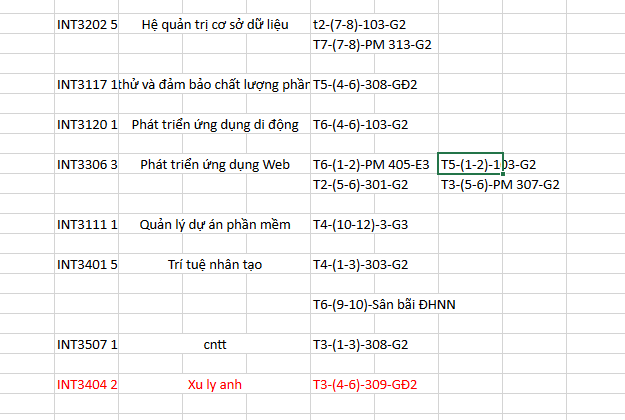 INT3202 5 Hệ quản trị cơ sở dữ liệu t2-(7-8)-103-G2
T7-(7-8)-PM 313-G2
INT3117 1 thử và đảm bảo chất lượng phần T5-(4-6)-308-GĐ2
INT3120 1 Phát triển ứng dụng di động T6-(4-6)-103-G2
INT3306 3 Phát triển ứng dụng Web T6-(1-2)-PM 405-E3 T5-(1-2)-103-G2
T2-(5-6)-301-G2 T3-(5-6)-PM 307-G2
INT3111 1 Quản lý dự án phần mềm T4-(10-12)-3-G3
INT3401 5 Trí tuệ nhân tạo T4-(1-3)-303-G2
T6-(9-10)-Sân bãi ĐHNN
INT3507 1 cntt T3-(1-3)-308-G2
INT3404 2 Xu ly anh T3-(4-6)-309-GĐ2